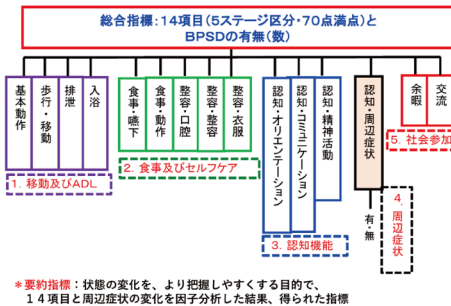 総合指標:14項目(5ステージ区分・70点満点)と
BPSDの有無(数)
基本動作
歩行・移動
排泄
入浴
食事・嚥下
食事・動作
整容・口腔
整容・整容
整容・衣服
認知・オリエンテーション
認知・コミュニケーション
認知・精神活動
認知・周辺症状
余暇
交流
1. 移動及びADL
2. 食事及びセルフケア
3. 認知機能
有・無
4. 周辺症状
5. 社会参加
*要約指標:状態の変化を、より把握しやすくする目的で、
14項目と周辺症状の変化を因子分析した結果、得られた指標